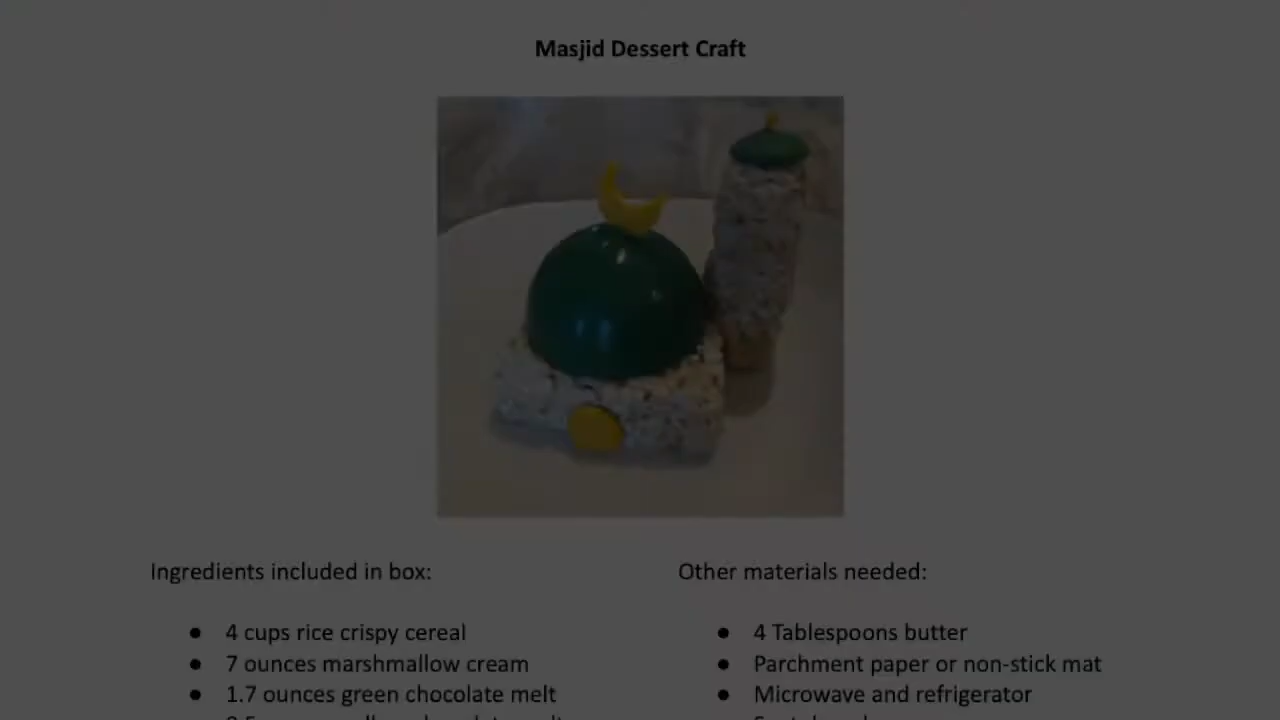 Masjid Dessert Craft
Ingredients included in box:
● 4 cups rice crispy cereal
● 7 ounces marshmallow cream
● 1.7 ounces green chocolate melt
Other materials needed:
● 4 Tablespoons butter
● Parchment paper or non-stick mat
● Microwave and refrigerator